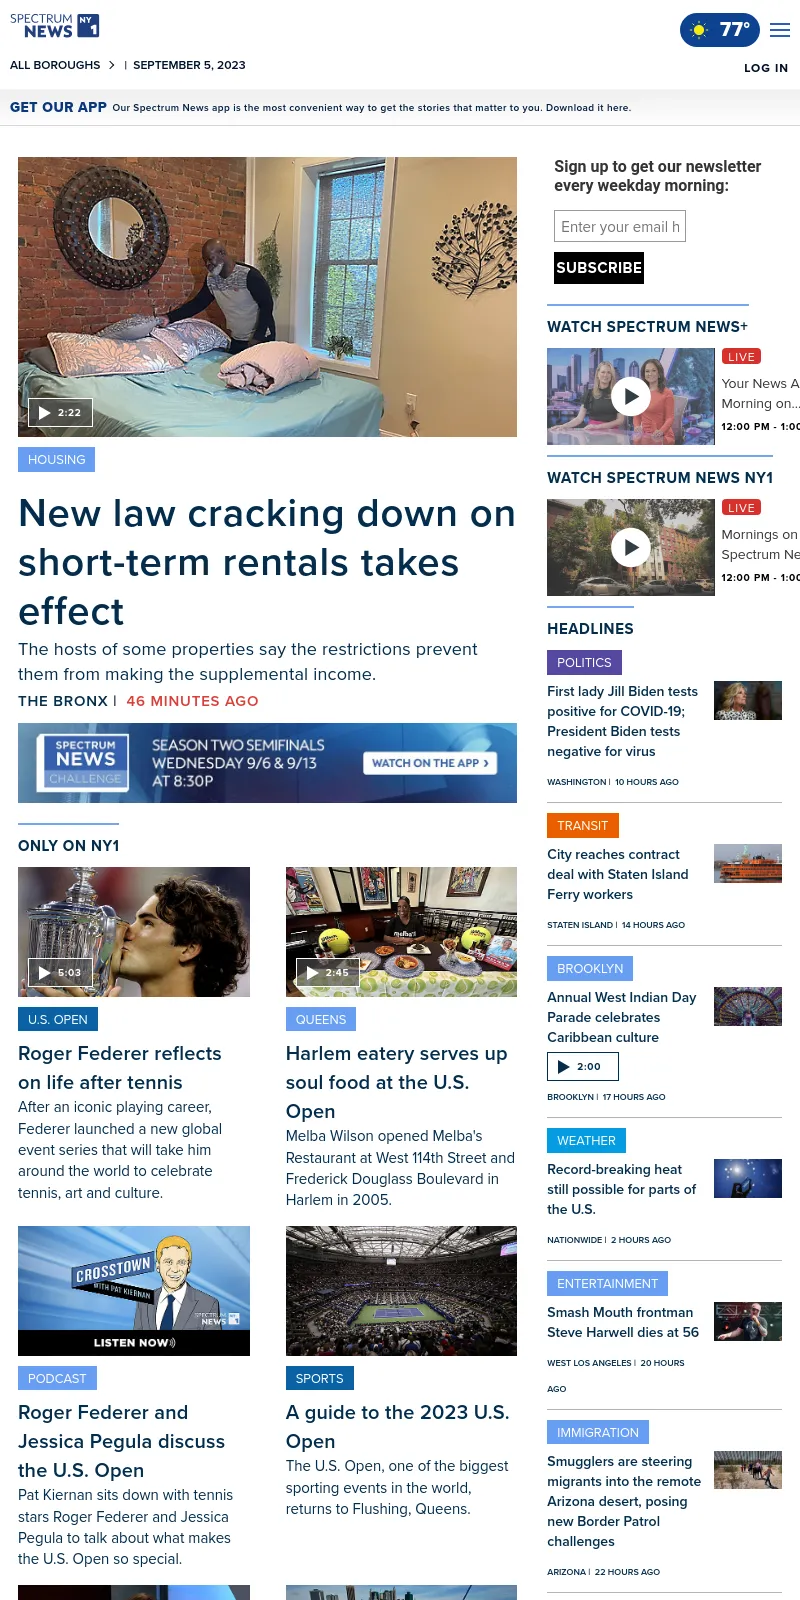 SPECTRUM
NEWS NY 1
77°
ALL BOROUGHS > | SEPTEMBER 5, 2023
LOG IN
GET OUR APP Our Spectrum News app is the most convenient way to get the stories that matter to you. Download it here.
2:22
HOUSING
New law cracking down on
short-term rentals takes
effect
The hosts of some properties say the restrictions prevent
them from making the supplemental income.
THE BRONX | 46 MINUTES AGO
SPECTRUM
NEWS
CHALLENGE
SEASON TWO SEMIFINALS
WEDNESDAY 9/6 & 9/13
AT 8:30P
WATCH ON THE APP >
ONLY ON NY1
5:03
U.S. OPEN
Roger Federer reflects
on life after tennis
After an iconic playing career,
Federer launched a new global
event series that will take him
around the world to celebrate
tennis, art and culture.
melba's
2:45
QUEENS
Harlem eatery serves up
soul food at the U.S.
Open
Melba Wilson opened Melba's
Restaurant at West 114th Street and
Frederick Douglass Boulevard in
Harlem in 2005.
CROSSTOWN
WITH PAT KIERNAN
SPECTRUM
NEWS NY 1
LISTEN NOW
PODCAST
Roger Federer and
Jessica Pegula discuss
the U.S. Open
Pat Kiernan sits down with tennis
stars Roger Federer and Jessica
Pegula to talk about what makes
the U.S. Open so special.
SPORTS
A guide to the 2023 U.S.
Open
The U.S. Open, one of the biggest
sporting events in the world,
returns to Flushing, Queens.
Sign up to get our newsletter
every weekday morning:
Enter your email h
SUBSCRIBE
WATCH SPECTRUM NEWS+
LIVE
Your News A
Morning on...
12:00 PM - 1:00
WATCH SPECTRUM NEWS NY1
LIVE
Mornings on
Spectrum Ne
12:00 PM - 1:00
HEADLINES
POLITICS
First lady Jill Biden tests
positive for COVID-19;
President Biden tests
negative for virus
WASHINGTON | 10 HOURS AGO
TRANSIT
City reaches contract
deal with Staten Island
Ferry workers
STATEN ISLAND | 14 HOURS AGO
BROOKLYN
Annual West Indian Day
Parade celebrates
Caribbean culture
2:00
BROOKLYN | 17 HOURS AGO
WEATHER
Record-breaking heat
still possible for parts of
the U.S.
NATIONWIDE | 2 HOURS AGO
ENTERTAINMENT
Smash Mouth frontman
Steve Harwell dies at 56
WEST LOS ANGELES | 20 HOURS
AGO
IMMIGRATION
Smugglers are steering
migrants into the remote
Arizona desert, posing
new Border Patrol
challenges
ARIZONA | 22 HOURS AGO